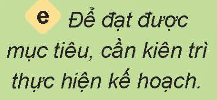 e Để đạt được
mục tiêu, cần kiên trì
thực hiện kế hoạch.